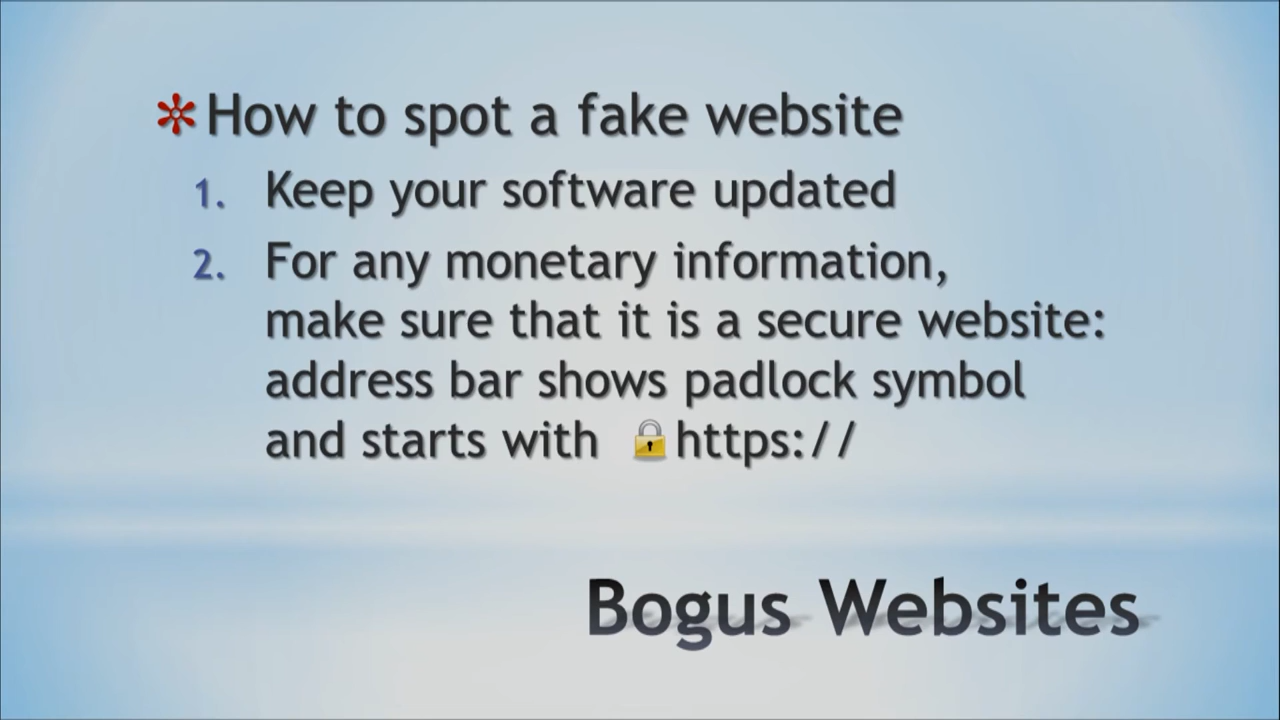 How to spot a fake website
1. Keep your software updated
2. For any monetary information,
make sure that it is a secure website:
address bar shows padlock symbol
and starts with https://
Bogus Websites